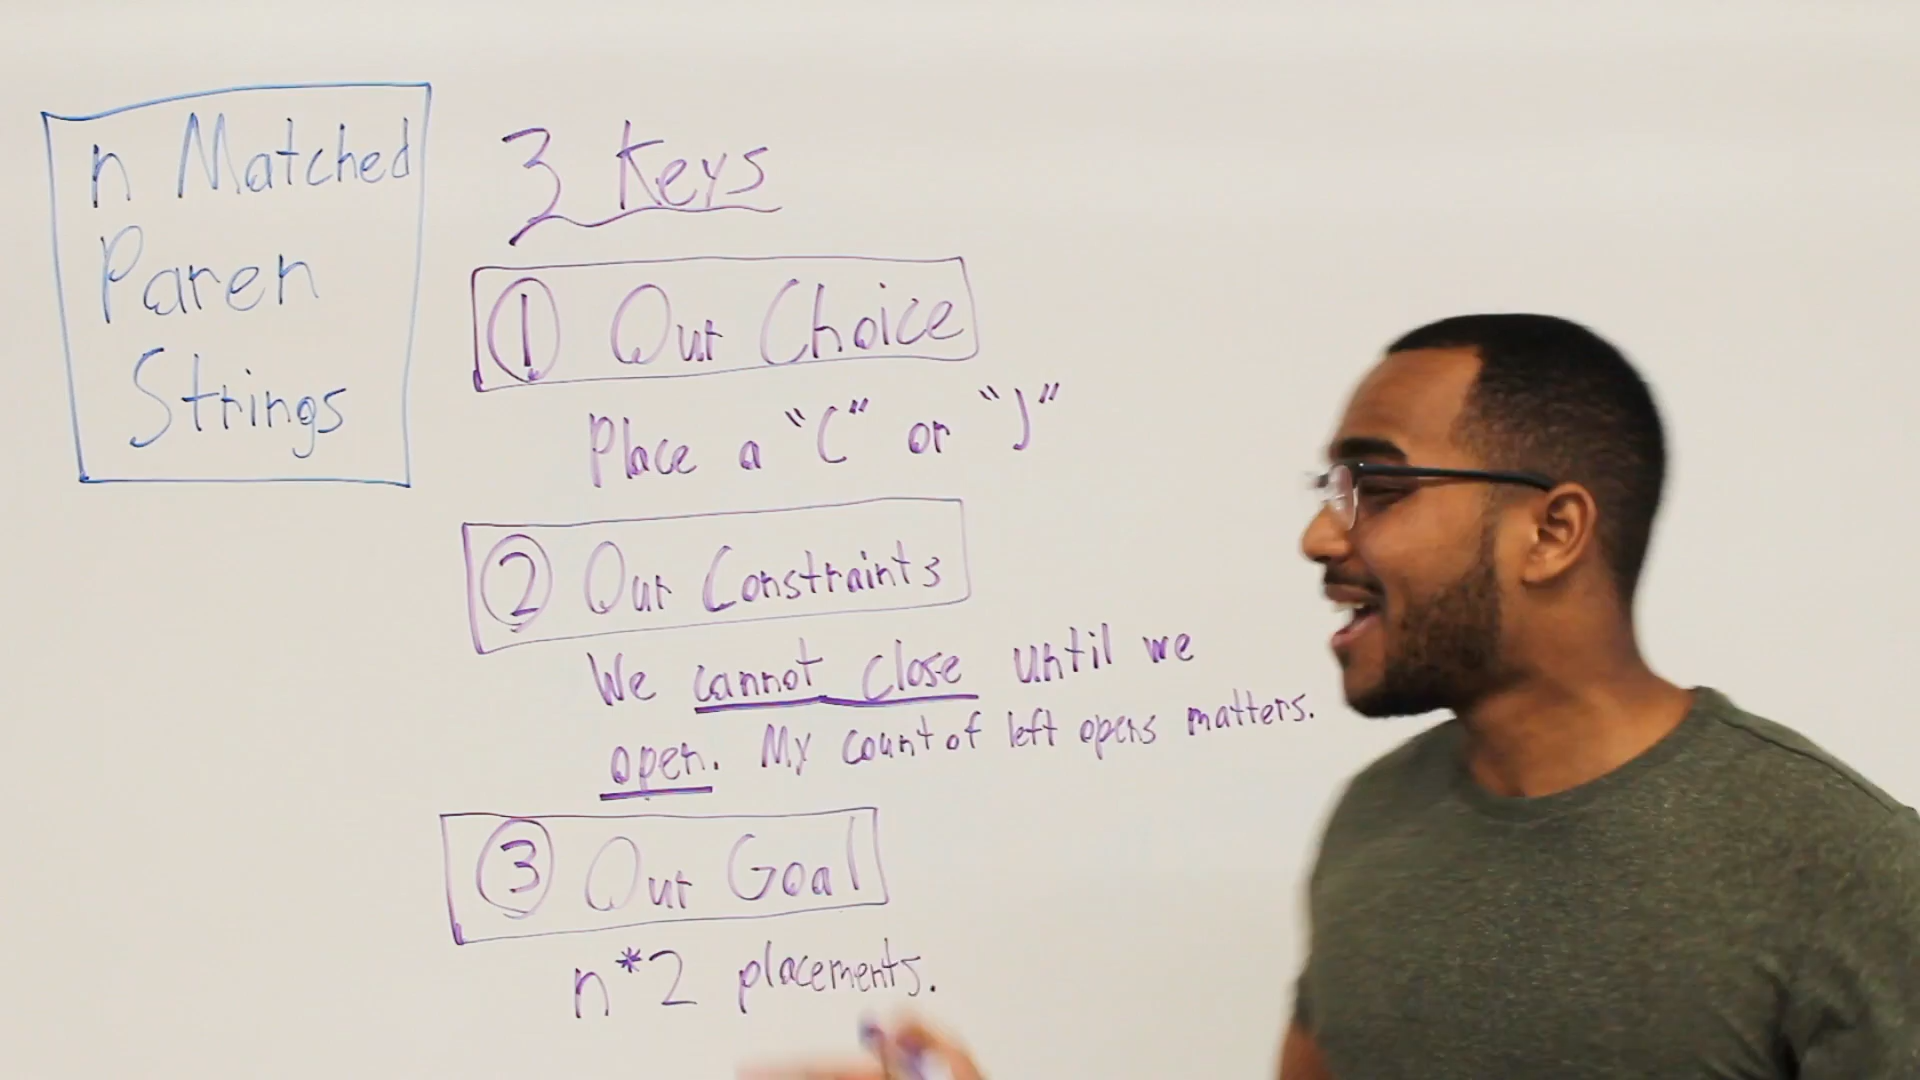 n Matched
Paren
Strings
3 Keys
1 Our Choice
Place a "(" or ")"
2 Our Constraints
We cannot close until we
open. My count of left opens matters.
3 Our Goal
n*2 placements.